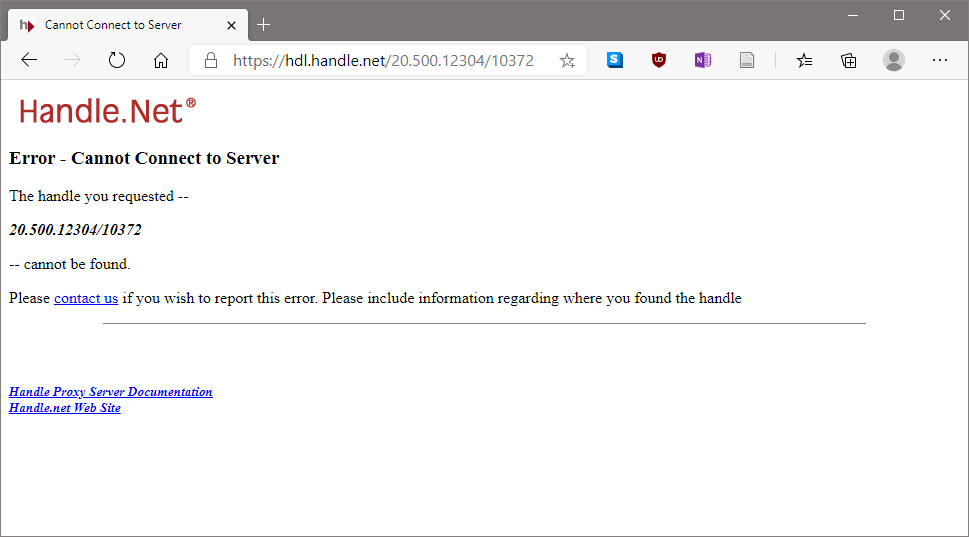 Cannot Connect to Server
https://hdl.handle.net/20.500.12304/10372
Handle.Net®
Error - Cannot Connect to Server
The handle you requested --
20.500.12304/10372
-- cannot be found.
Please contact us if you wish to report this error. Please include information regarding where you found the handle
Handle Proxy Server Documentation
Handle.net Web Site